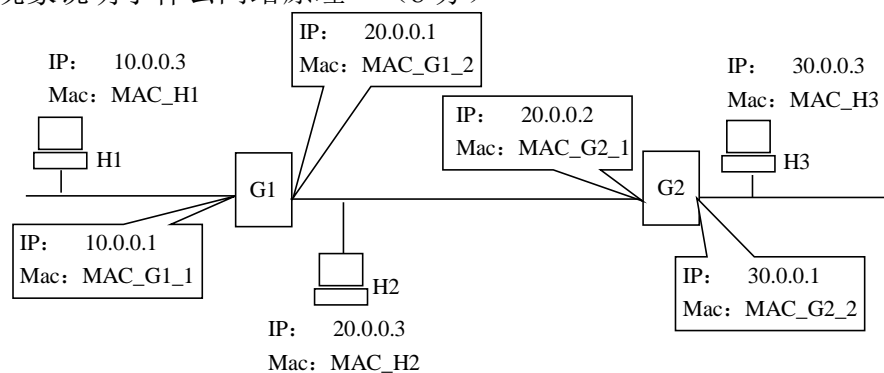 IP： 20.0.0.1
Mac：MAC_G1_2
IP： 10.0.0.3
Mac：MAC_H1
IP： 30.0.0.3
Mac：MAC_H3
IP： 20.0.0.2
Mac：MAC_G2_1
H1
H3
G1
G2
IP： 10.0.0.1
Mac：MAC_G1_1
H2
IP： 30.0.0.1
Mac：MAC_G2_2
IP： 20.0.0.3
Mac：MAC_H2